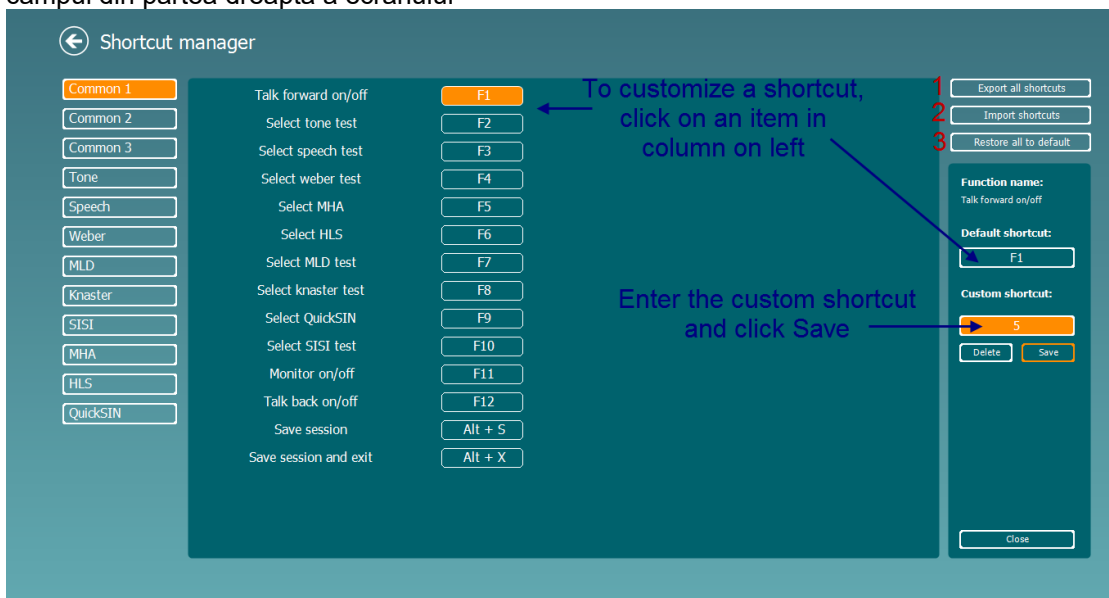 câmpul din partea dreaptă a ecranului
Shortcut manager
Common 1
Common 2
Common 3
Tone
Speech
Weber
MLD
Knaster
SISI
MHA
HLS
QuickSIN
Talk forward on/off F1
Select tone test F2
Select speech test F3
Select weber test F4
Select MHA F5
Select HLS F6
Select MLD test F7
Select knaster test F8
Select QuickSIN F9
Select SISI test F10
Monitor on/off F11
Talk back on/off F12
Save session Alt + S
Save session and exit Alt + X
To customize a shortcut,
click on an item in
column on left
Enter the custom shortcut
and click Save
1 Export all shortcuts
2 Import shortcuts
3 Restore all to default
Function name:
Talk forward on/off
Default shortcut:
F1
Custom shortcut:
5
Delete Save
Close